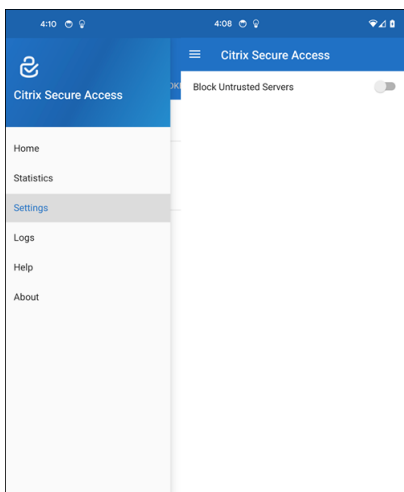 4:10
Citrix Secure Access
Home
Statistics
Settings
Logs
Help
About
4:08
Citrix Secure Access
Block Untrusted Servers